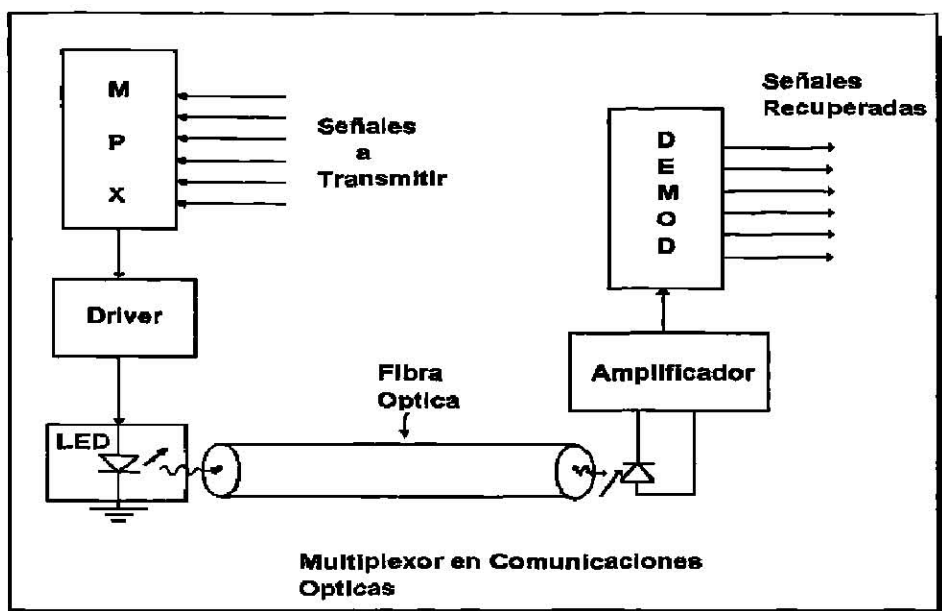 M
P
X
Señales
a
Transmitir
Driver
LED
Fibra
Optica
Señales
Recuperadas
D
E
M
O
D
Amplificador
Multiplexor en Comunicaciones
Opticas